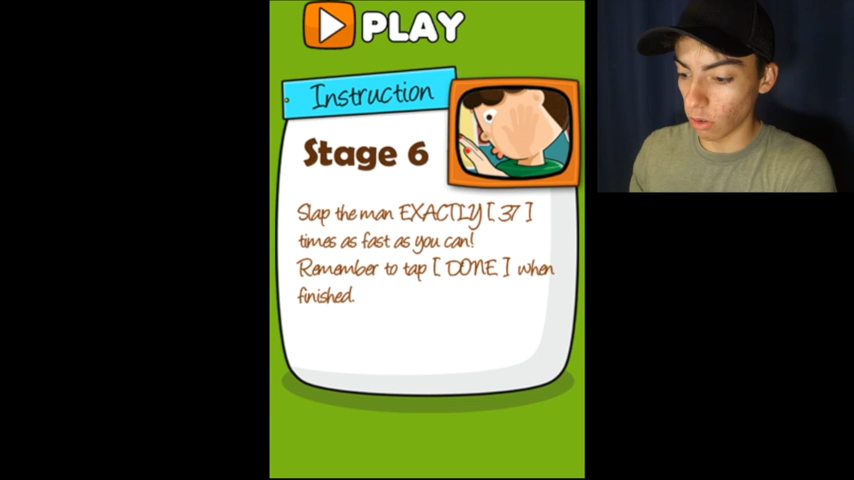 PLAY
Instruction
Stage 6
Slap the man EXACTLY [ 37 ]
times as fast as you can!
Remember to tap [ DONE ] when
finished.